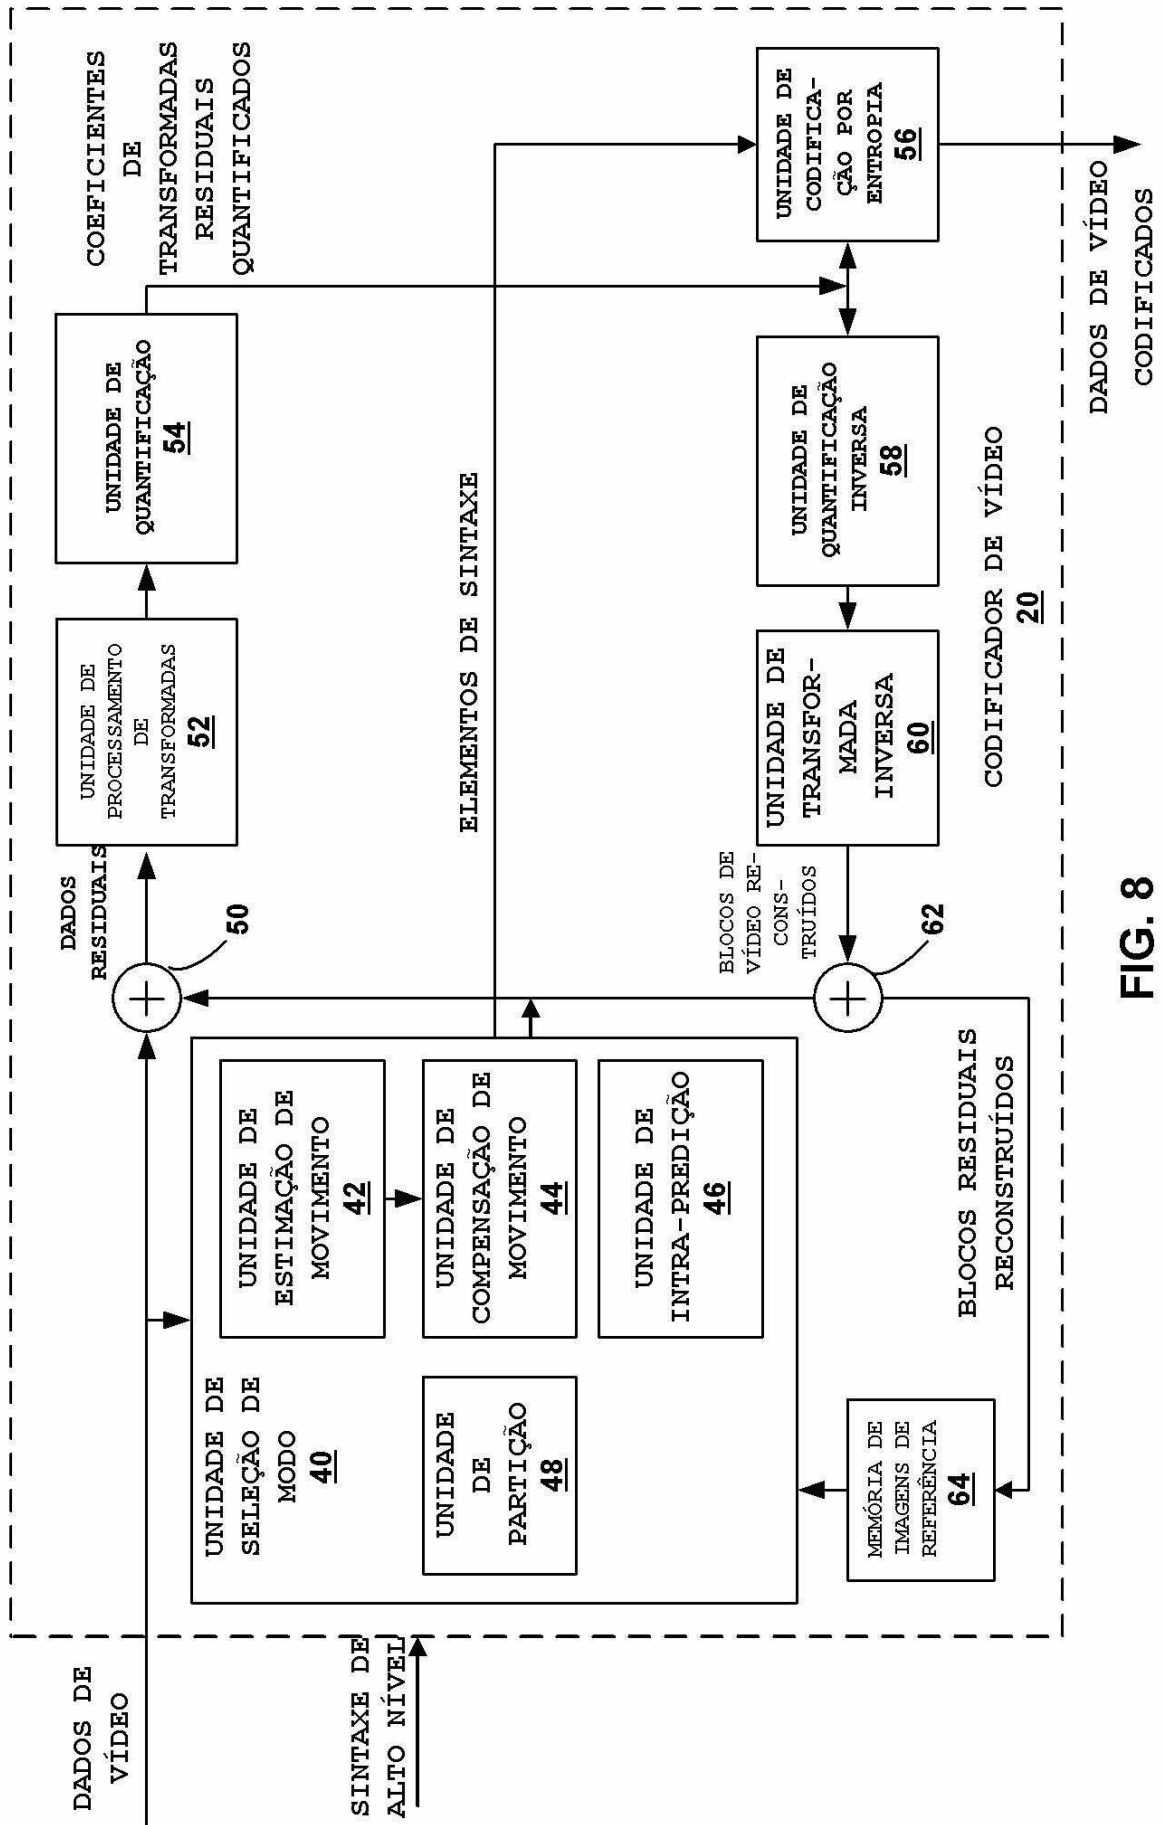 DADOS DE
VÍDEO
SINTAXE DE
ALTO NÍVEL
UNIDADE DE
SELEÇÃO DE
MODO
40
UNIDADE DE
ESTIMAÇÃO DE
MOVIMENTO
42
UNIDADE DE
COMPENSAÇÃO DE
MOVIMENTO
44
UNIDADE DE
INTRA-PREDIÇÃO
46
UNIDADE
DE
PARTIÇÃO
48
MEMÓRIA DE
IMAGENS DE
REFERÊNCIA
64
BLOCOS RESIDUAIS
RECONSTRUÍDOS
50
DADOS
RESIDUAIS
UNIDADE DE
PROCESSAMENTO
DE
TRANSFORMADAS
52
UNIDADE DE
QUANTIFICAÇÃO
54
COEFICIENTES
DE
TRANSFORMADAS
RESIDUAIS
QUANTIFICADOS
ELEMENTOS DE SINTAXE
62
BLOCOS DE
VÍDEO RE-
CONS-
TRUÍDOS
UNIDADE DE
TRANSFOR-
MADA
INVERSA
60
UNIDADE DE
QUANTIFICAÇÃO
INVERSA
58
UNIDADE DE
CODIFICA-
ÇÃO POR
ENTROPIA
56
CODIFICADOR DE VÍDEO
20
DADOS DE VÍDEO
CODIFICADOS
FIG. 8